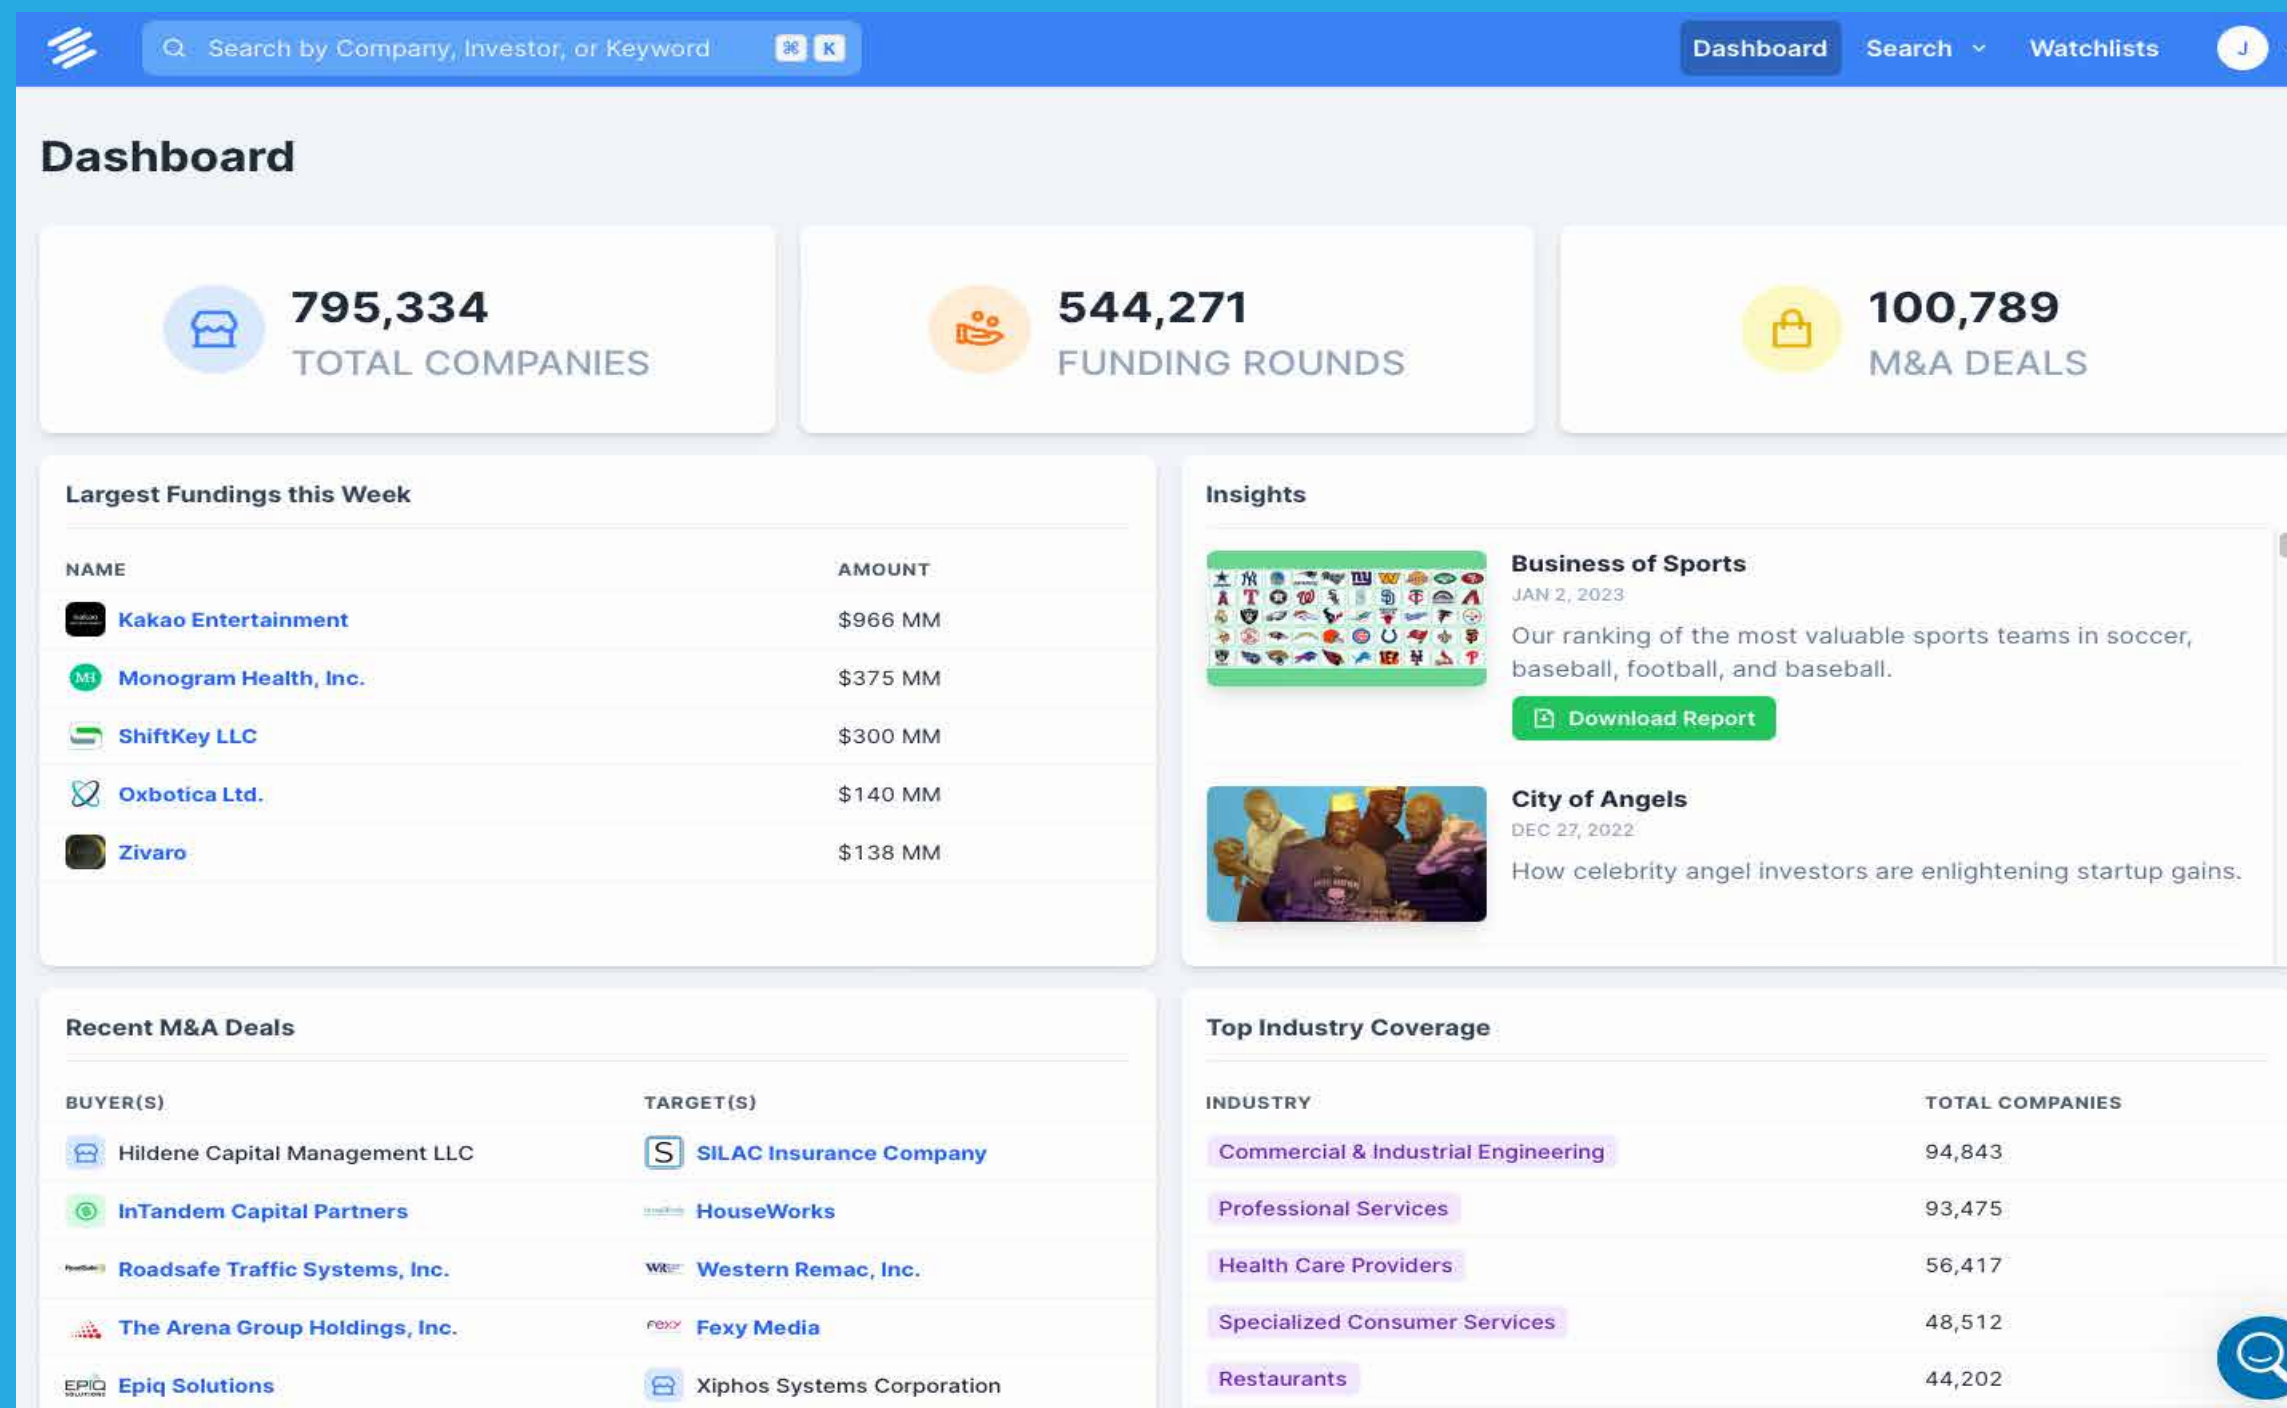 Search by Company, Investor, or Keyword ⌘ K
Dashboard Search Watchlists J
Dashboard
795,334
TOTAL COMPANIES
544,271
FUNDING ROUNDS
100,789
M&A DEALS
Largest Fundings this Week
NAME AMOUNT
Kakao Entertainment $966 MM
Monogram Health, Inc. $375 MM
ShiftKey LLC $300 MM
Oxbotica Ltd. $140 MM
Zivaro $138 MM
Insights
Business of Sports
JAN 2, 2023
Our ranking of the most valuable sports teams in soccer,
baseball, football, and baseball.
Download Report
City of Angels
DEC 27, 2022
How celebrity angel investors are enlightening startup gains.
Recent M&A Deals
BUYER(S) TARGET(S)
Hildene Capital Management LLC S SILAC Insurance Company
InTandem Capital Partners HouseWorks
Roadsafe Traffic Systems, Inc. Western Remac, Inc.
The Arena Group Holdings, Inc. Fexy Fexy Media
EPIQ SOLUTIONS Epiq Solutions Xiphos Systems Corporation
Top Industry Coverage
INDUSTRY TOTAL COMPANIES
Commercial & Industrial Engineering 94,843
Professional Services 93,475
Health Care Providers 56,417
Specialized Consumer Services 48,512
Restaurants 44,202